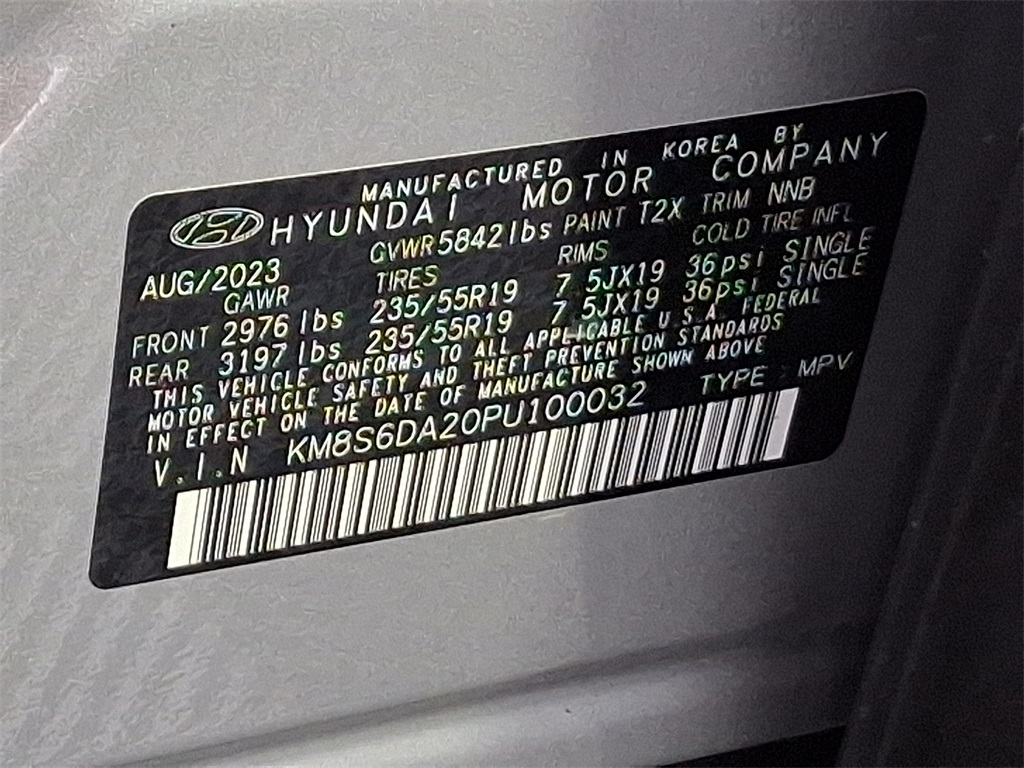 MANUFACTURED IN KOREA BY
HYUNDAI MOTOR COMPANY
AUG/2023 GVWR 5842 lbs PAINT T2X TRIM NNB
GAWR TIRES RIMS COLD TIRE INFL
FRONT 2976 lbs 235/55R19 7.5JX19 36psi SINGLE
REAR 3197 lbs 235/55R19 7.5JX19 36psi SINGLE
THIS VEHICLE CONFORMS TO ALL APPLICABLE U.S.A. FEDERAL
MOTOR VEHICLE SAFETY AND THEFT PREVENTION STANDARDS
IN EFFECT ON THE DATE OF MANUFACTURE SHOWN ABOVE
V.I.N KM8S6DA20PU100032 TYPE : MPV